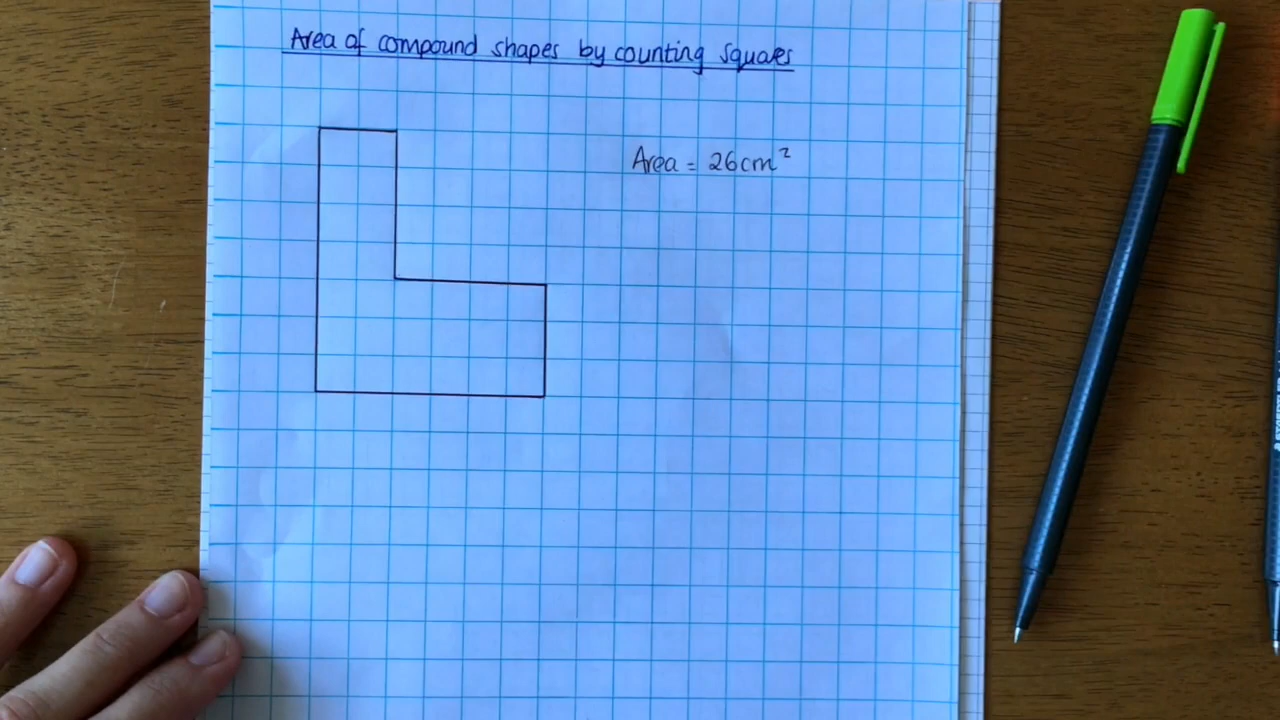 Area of compound shapes by counting squares
Area = 26cm²